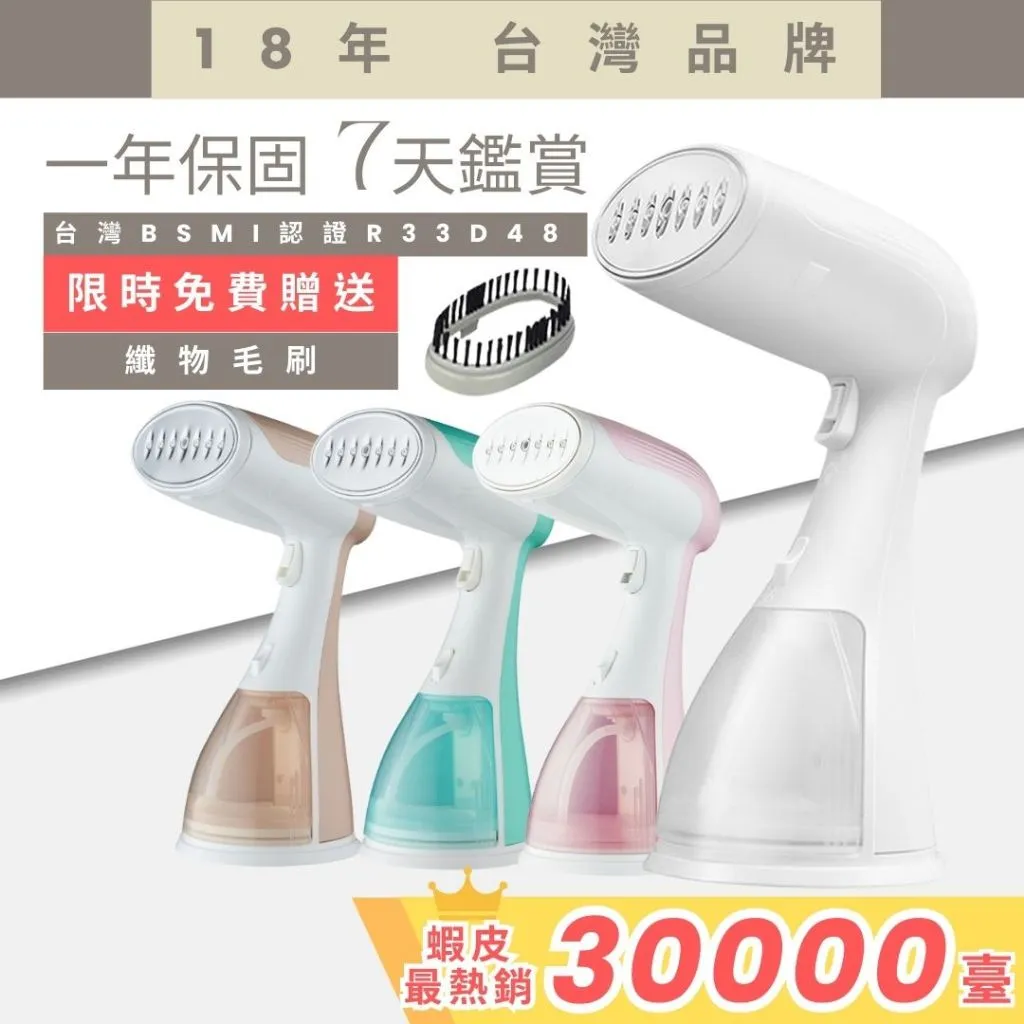 18年 台灣品牌
一年保固 7天鑑賞
台灣BSMI認證R33D48
限時免費贈送
纖物毛刷
蝦皮
最熱銷 30000臺